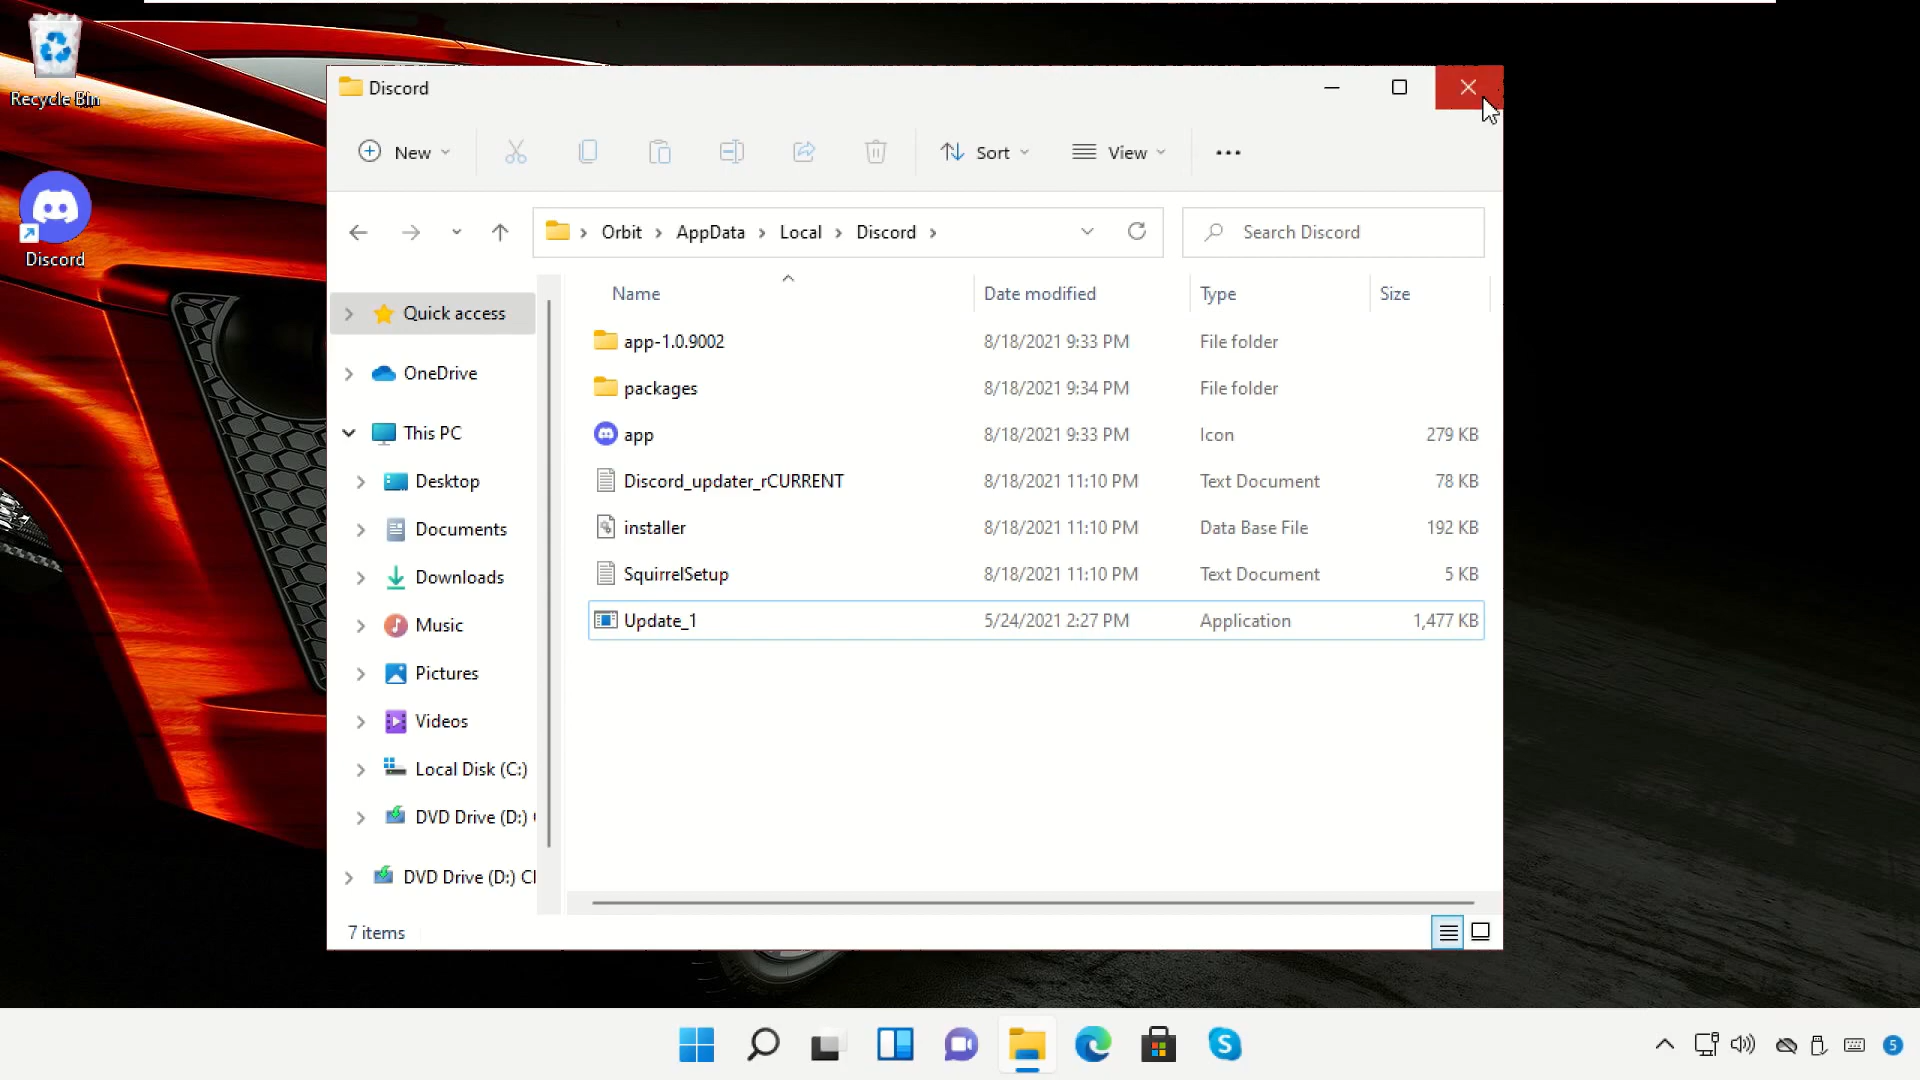 Recycle Bin
Discord
Discord
New
Sort
View
Orbit
AppData
Local
Discord
Search Discord
Name
Date modified
Type
Size
Quick access
OneDrive
This PC
Desktop
Documents
Downloads
Music
Pictures
Videos
Local Disk (C:)
DVD Drive (D:)
DVD Drive (D:) C
app-1.0.9002 8/18/2021 9:33 PM File folder
packages 8/18/2021 9:34 PM File folder
app 8/18/2021 9:33 PM Icon 279 KB
Discord_updater_rCURRENT 8/18/2021 11:10 PM Text Document 78 KB
installer 8/18/2021 11:10 PM Data Base File 192 KB
SquirrelSetup 8/18/2021 11:10 PM Text Document 5 KB
Update_1 5/24/2021 2:27 PM Application 1,477 KB
7 items
5